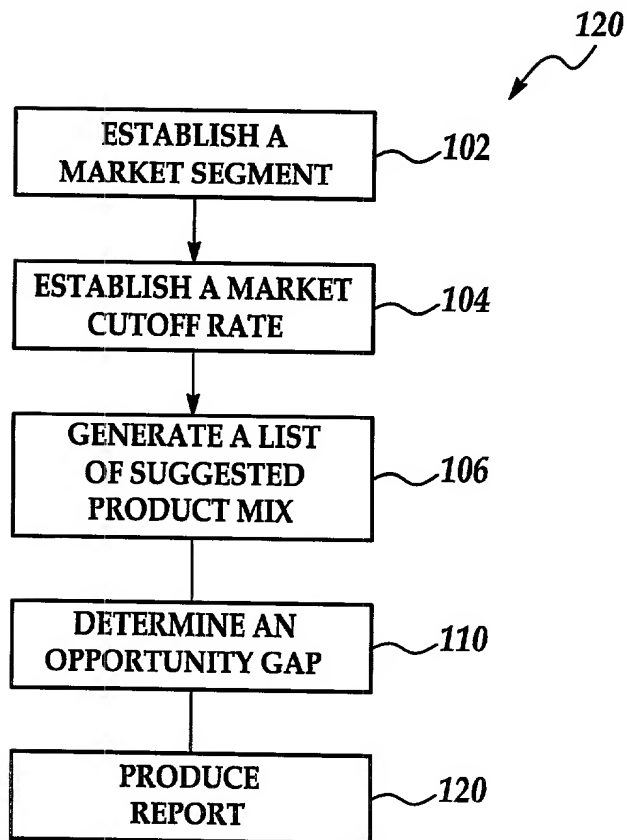 120
ESTABLISH A
MARKET SEGMENT
102
ESTABLISH A MARKET
CUTOFF RATE
104
GENERATE A LIST
OF SUGGESTED
PRODUCT MIX
106
DETERMINE AN
OPPORTUNITY GAP
110
PRODUCE
REPORT
120